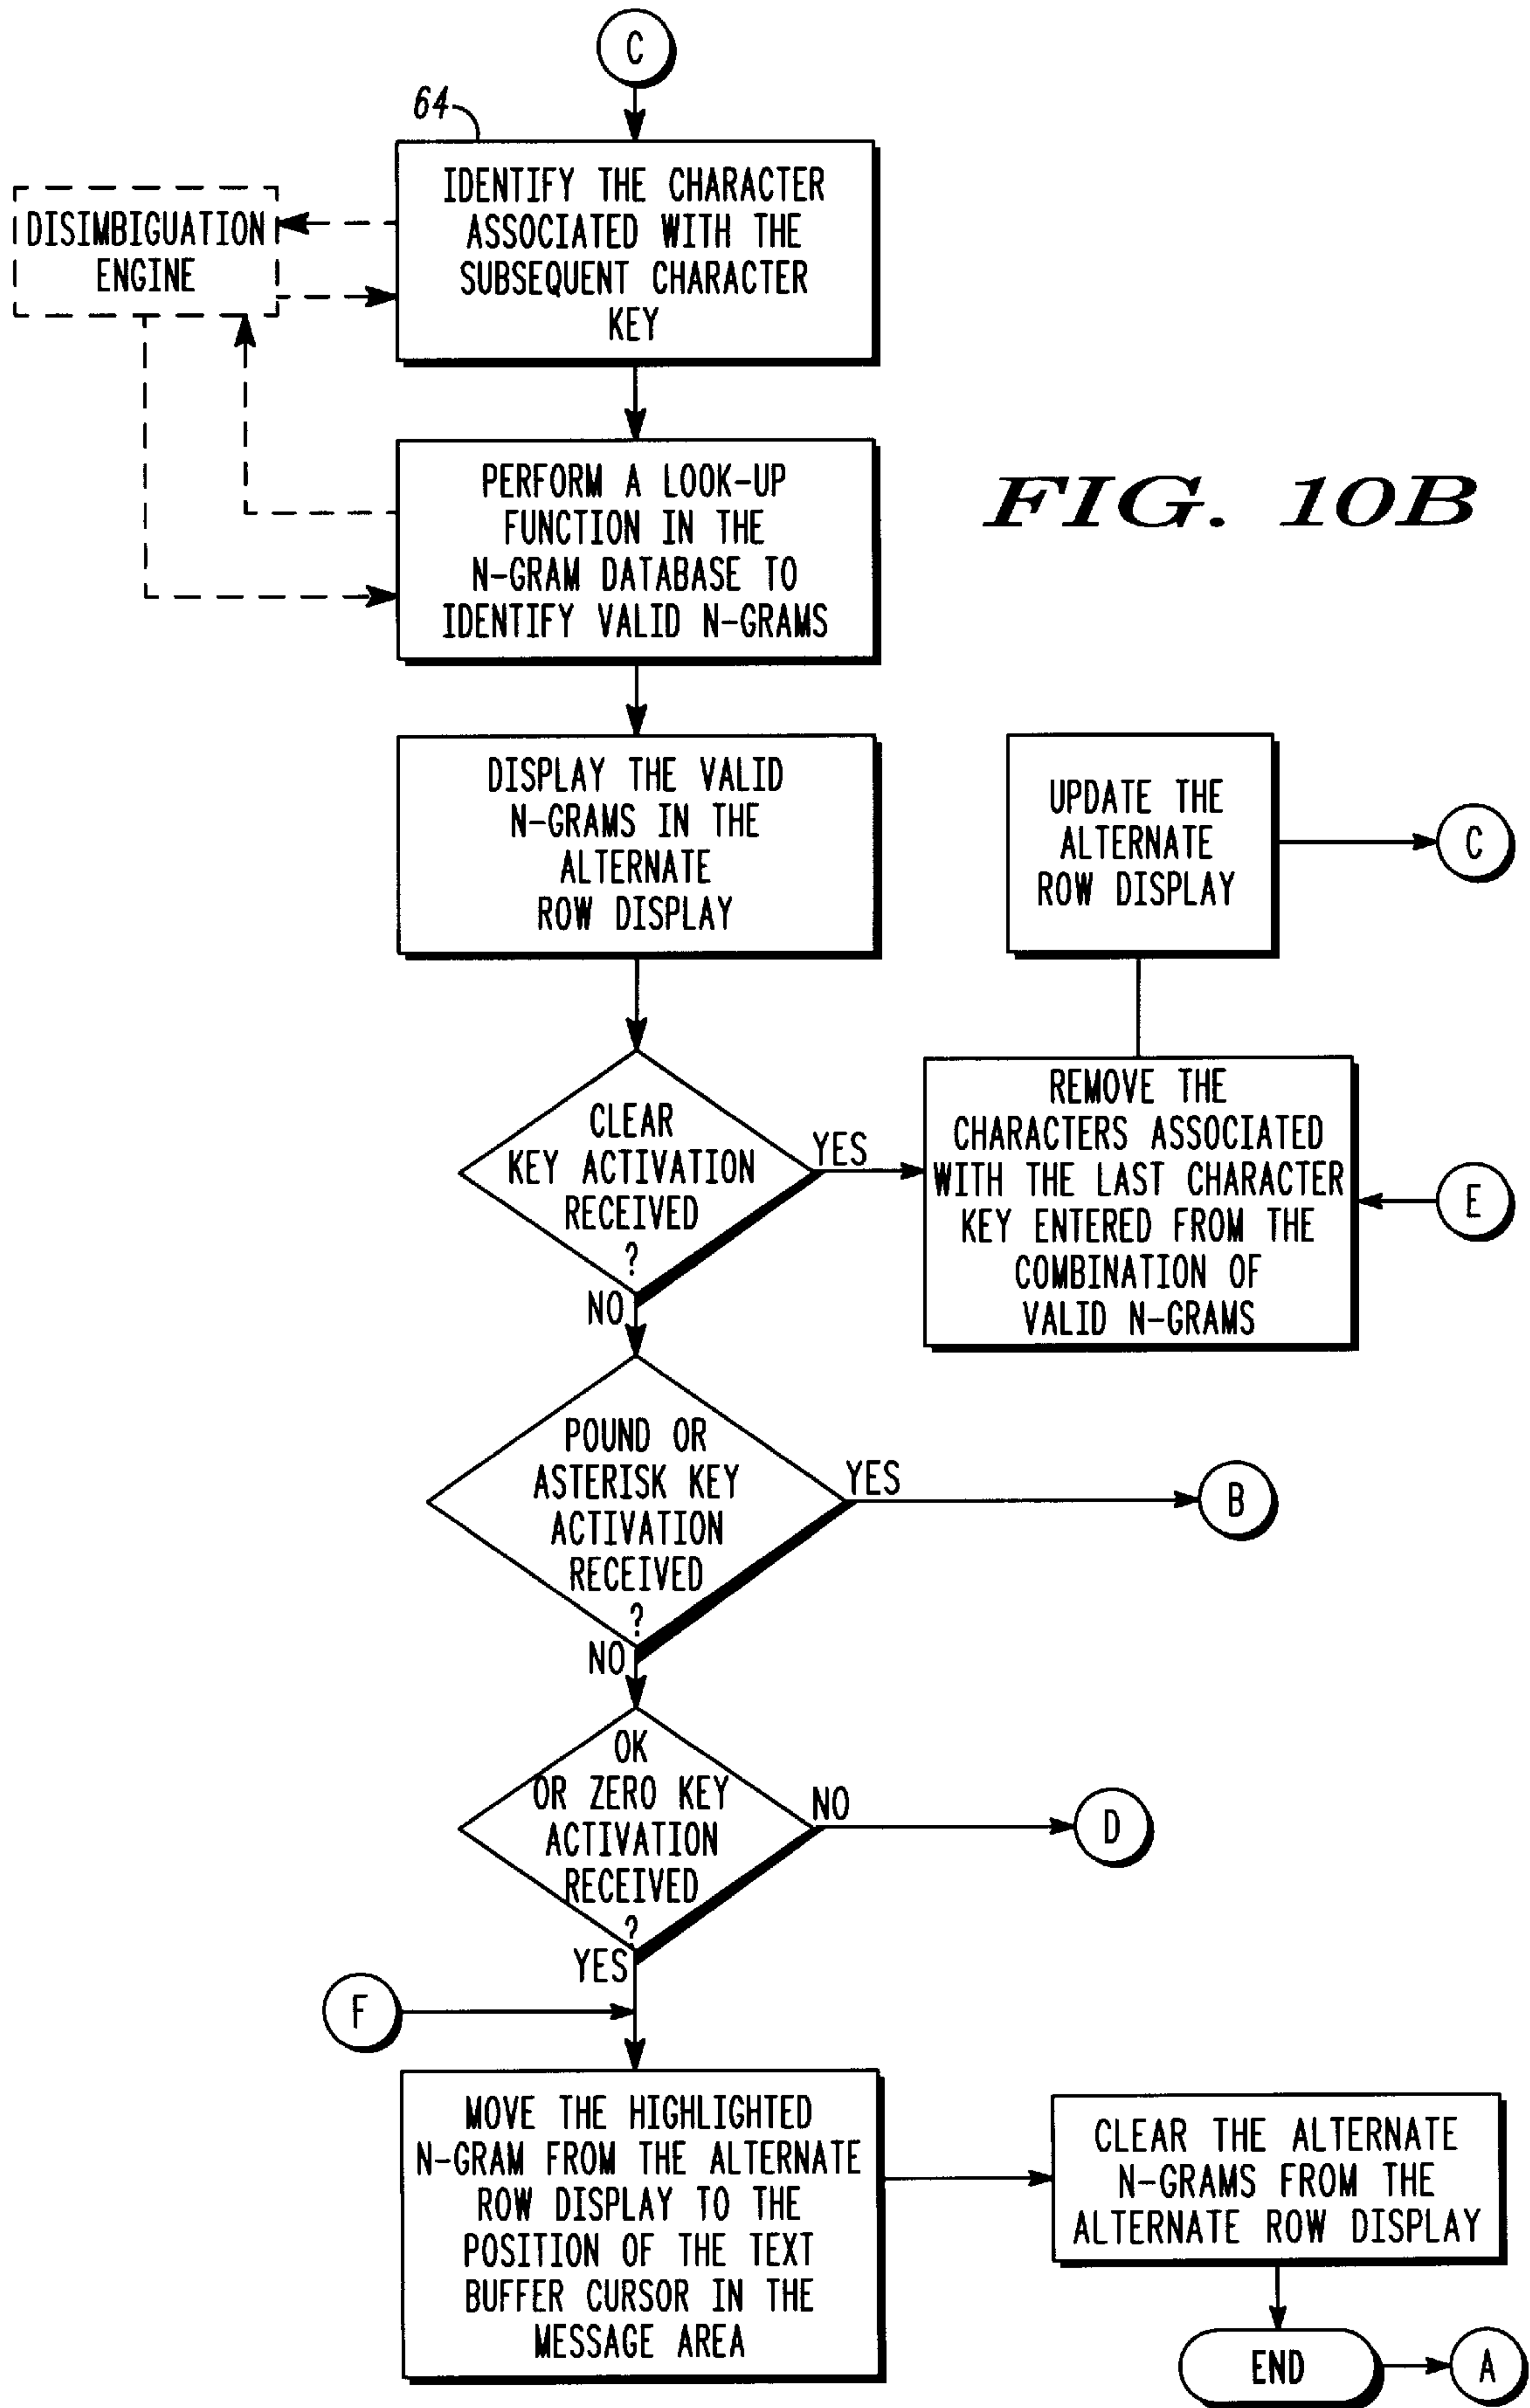 C
64
IDENTIFY THE CHARACTER
ASSOCIATED WITH THE
SUBSEQUENT CHARACTER
KEY
DISIMBIGUATION
ENGINE
PERFORM A LOOK-UP
FUNCTION IN THE
N-GRAM DATABASE TO
IDENTIFY VALID N-GRAMS
FIG. 10B
DISPLAY THE VALID
N-GRAMS IN THE
ALTERNATE
ROW DISPLAY
UPDATE THE
ALTERNATE
ROW DISPLAY
C
CLEAR
KEY ACTIVATION
RECEIVED
?
YES
NO
REMOVE THE
CHARACTERS ASSOCIATED
WITH THE LAST CHARACTER
KEY ENTERED FROM THE
COMBINATION OF
VALID N-GRAMS
E
POUND OR
ASTERISK KEY
ACTIVATION
RECEIVED
?
YES
B
NO
OK
OR ZERO KEY
ACTIVATION
RECEIVED
?
NO
D
YES
F
MOVE THE HIGHLIGHTED
N-GRAM FROM THE ALTERNATE
ROW DISPLAY TO THE
POSITION OF THE TEXT
BUFFER CURSOR IN THE
MESSAGE AREA
CLEAR THE ALTERNATE
N-GRAMS FROM THE
ALTERNATE ROW DISPLAY
END
A